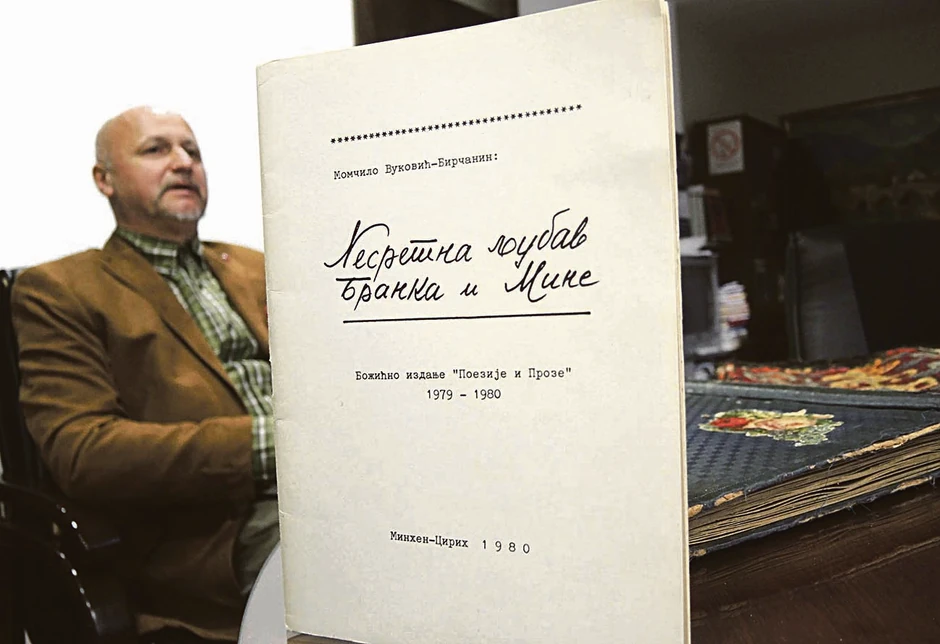 ********************************
Момчило Вуковић-Бирчанин:
Несретна љубав
Бранка и Мине
Божићно издање "Поезије и Прозе"
1979 - 1980
Минхен-Цирих 1980